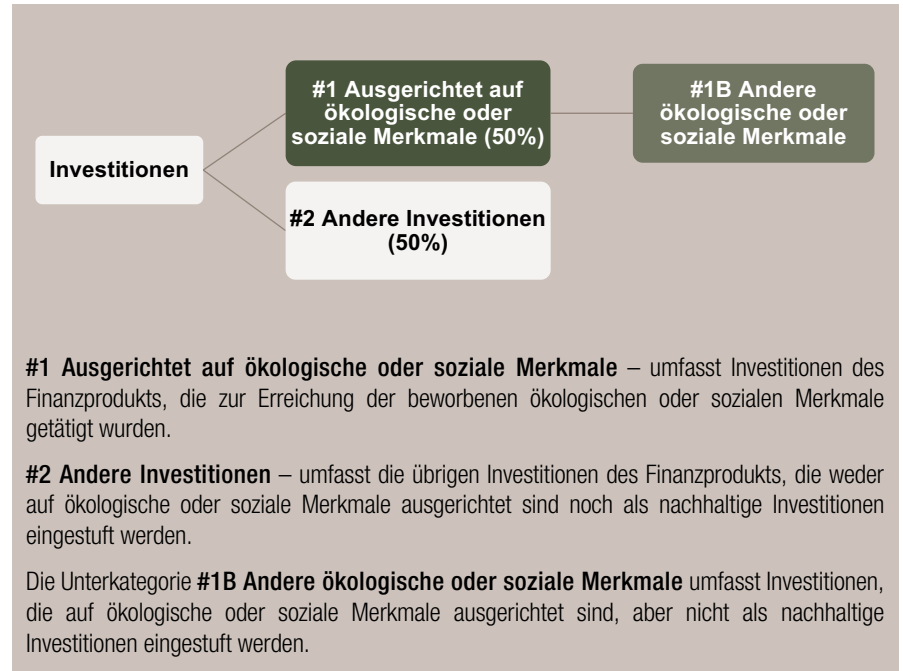 #1 Ausgerichtet auf
ökologische oder
soziale Merkmale (50%)
#1B Andere
ökologische oder
soziale Merkmale
Investitionen
#2 Andere Investitionen
(50%)
#1 Ausgerichtet auf ökologische oder soziale Merkmale – umfasst Investitionen des
Finanzprodukts, die zur Erreichung der beworbenen ökologischen oder sozialen Merkmale
getätigt wurden.
#2 Andere Investitionen – umfasst die übrigen Investitionen des Finanzprodukts, die weder
auf ökologische oder soziale Merkmale ausgerichtet sind noch als nachhaltige Investitionen
eingestuft werden.
Die Unterkategorie #1B Andere ökologische oder soziale Merkmale umfasst Investitionen,
die auf ökologische oder soziale Merkmale ausgerichtet sind, aber nicht als nachhaltige
Investitionen eingestuft werden.